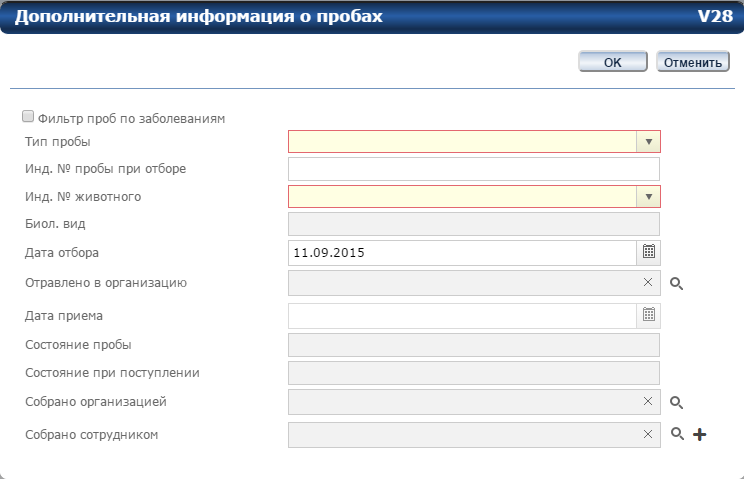 Дополнительная информация о пробах V28
ОК Отменить
Фильтр проб по заболеваниям
Тип пробы
Инд. № пробы при отборе
Инд. № животного
Биол. вид
Дата отбора 11.09.2015
Отравлено в организацию
Дата приема
Состояние пробы
Состояние при поступлении
Собрано организацией
Собрано сотрудником